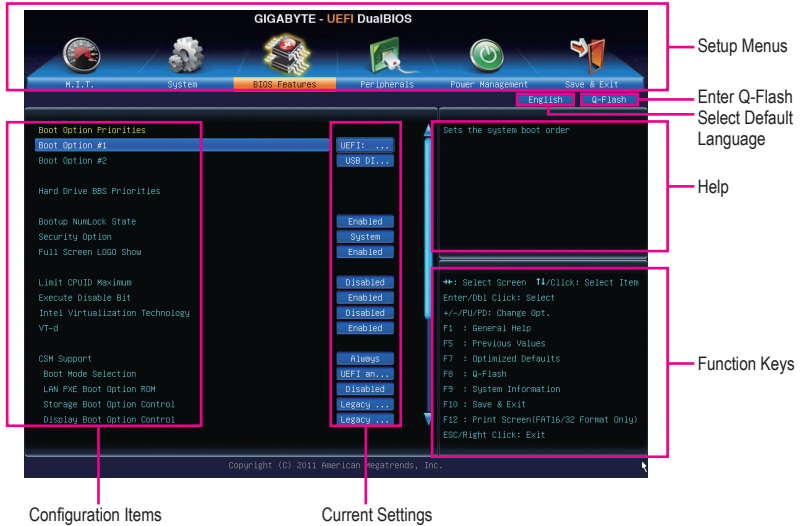 GIGABYTE - UEFI DualBIOS
M.I.T. System BIOS Features Peripherals Power Management Save & Exit
Setup Menus
English Q-Flash
Enter Q-Flash
Select Default
Language
Boot Option Priorities
Boot Option #1 UEFI: ...
Boot Option #2 USB DI...
Hard Drive BBS Priorities
Bootup NumLock State Enabled
Security Option System
Full Screen LOGO Show Enabled
Limit CPUID Maximum Disabled
Execute Disable Bit Enabled
Intel Virtualization Technology Disabled
VT-d Enabled
CSM Support Always
Boot Mode Selection UEFI an...
LAN PXE Boot Option ROM Disabled
Storage Boot Option Control Legacy ...
Display Boot Option Control Legacy ...
Sets the system boot order
Help
→←: Select Screen ↑↓/Click: Select Item
Enter/Dbl Click: Select
+/-/PU/PD: Change Opt.
F1 : General Help
F5 : Previous Values
F7 : Optimized Defaults
F8 : Q-Flash
F9 : System Information
F10 : Save & Exit
F12 : Print Screen(FAT16/32 Format Only)
ESC/Right Click: Exit
Function Keys
Copyright (C) 2011 American Megatrends, Inc.
Configuration Items
Current Settings